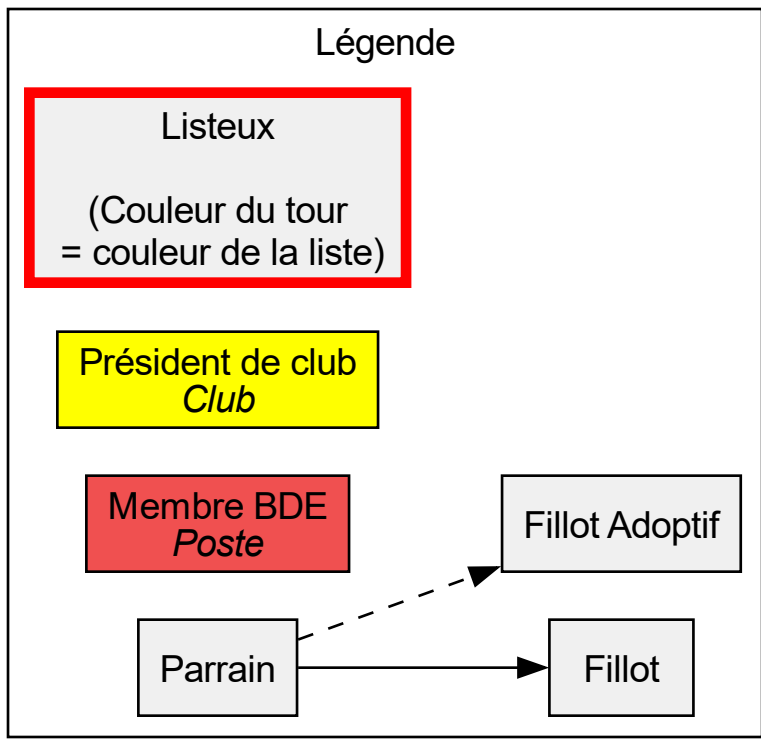 Légende
Listeux
(Couleur du tour
= couleur de la liste)
Président de club
Club
Membre BDE
Poste
Fillot Adoptif
Parrain
Fillot